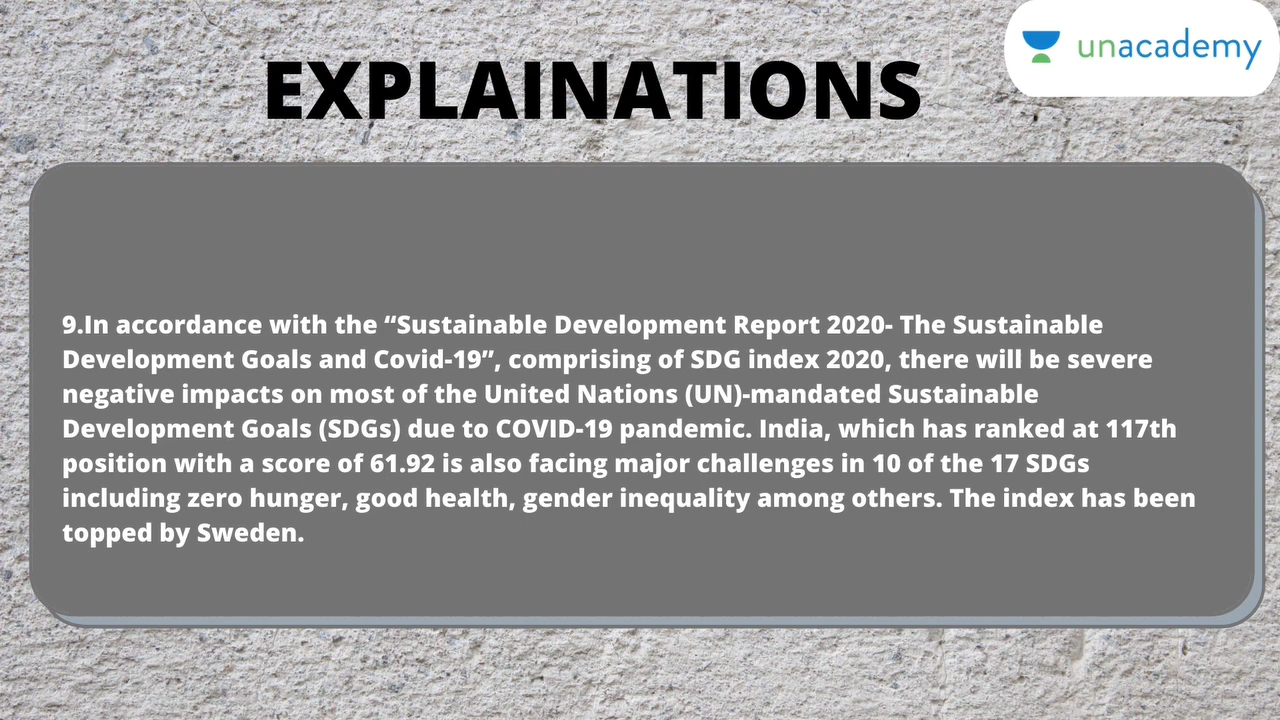 unacademy
EXPLAINATIONS
9.In accordance with the “Sustainable Development Report 2020- The Sustainable
Development Goals and Covid-19”, comprising of SDG index 2020, there will be severe
negative impacts on most of the United Nations (UN)-mandated Sustainable
Development Goals (SDGs) due to COVID-19 pandemic. India, which has ranked at 117th
position with a score of 61.92 is also facing major challenges in 10 of the 17 SDGs
including zero hunger, good health, gender inequality among others. The index has been
topped by Sweden.